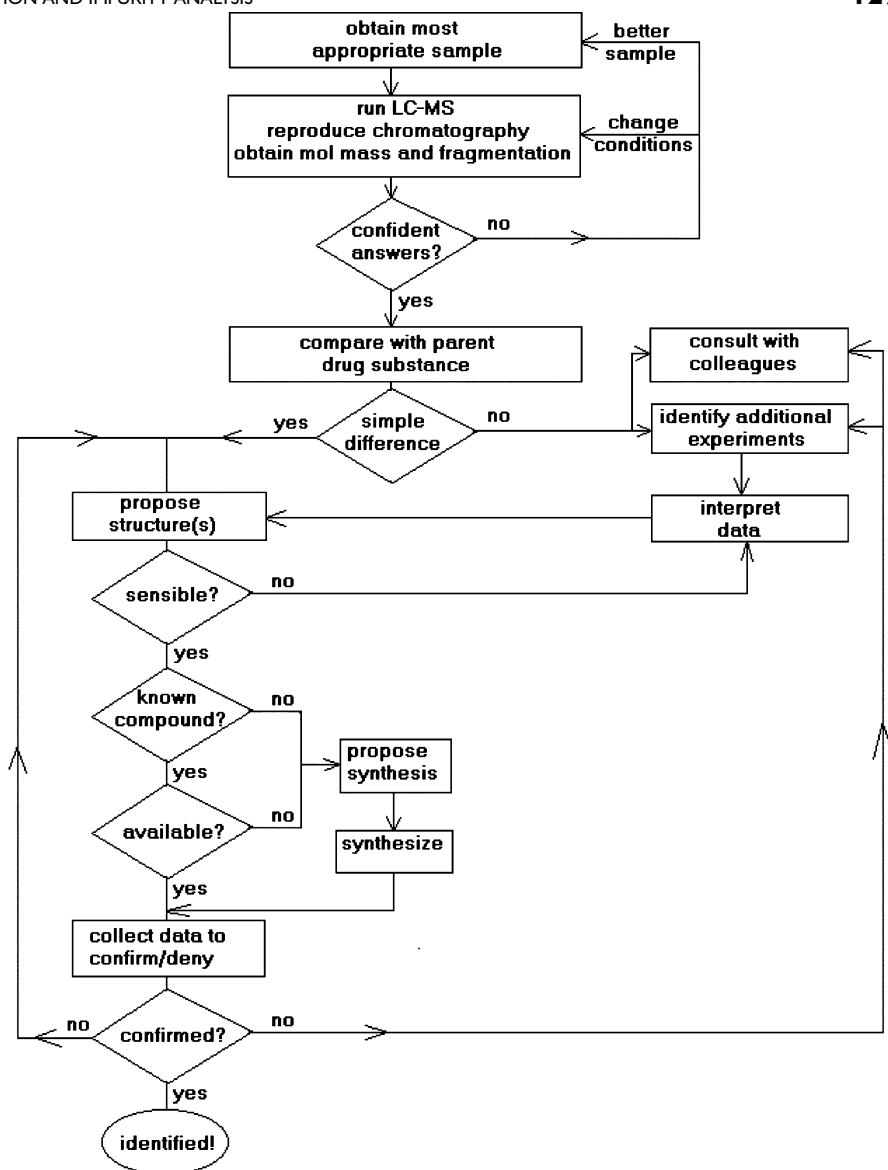 obtain most
appropriate sample
better
sample
run LC-MS
reproduce chromatography
obtain mol mass and fragmentation
change
conditions
confident
answers?
no
yes
compare with parent
drug substance
consult with
colleagues
yes
simple
difference
no
identify additional
experiments
propose
structure(s)
interpret
data
sensible?
no
yes
known
compound?
no
propose
synthesis
yes
available?
no
synthesize
yes
collect data to
confirm/deny
no
confirmed?
no
yes
identified!